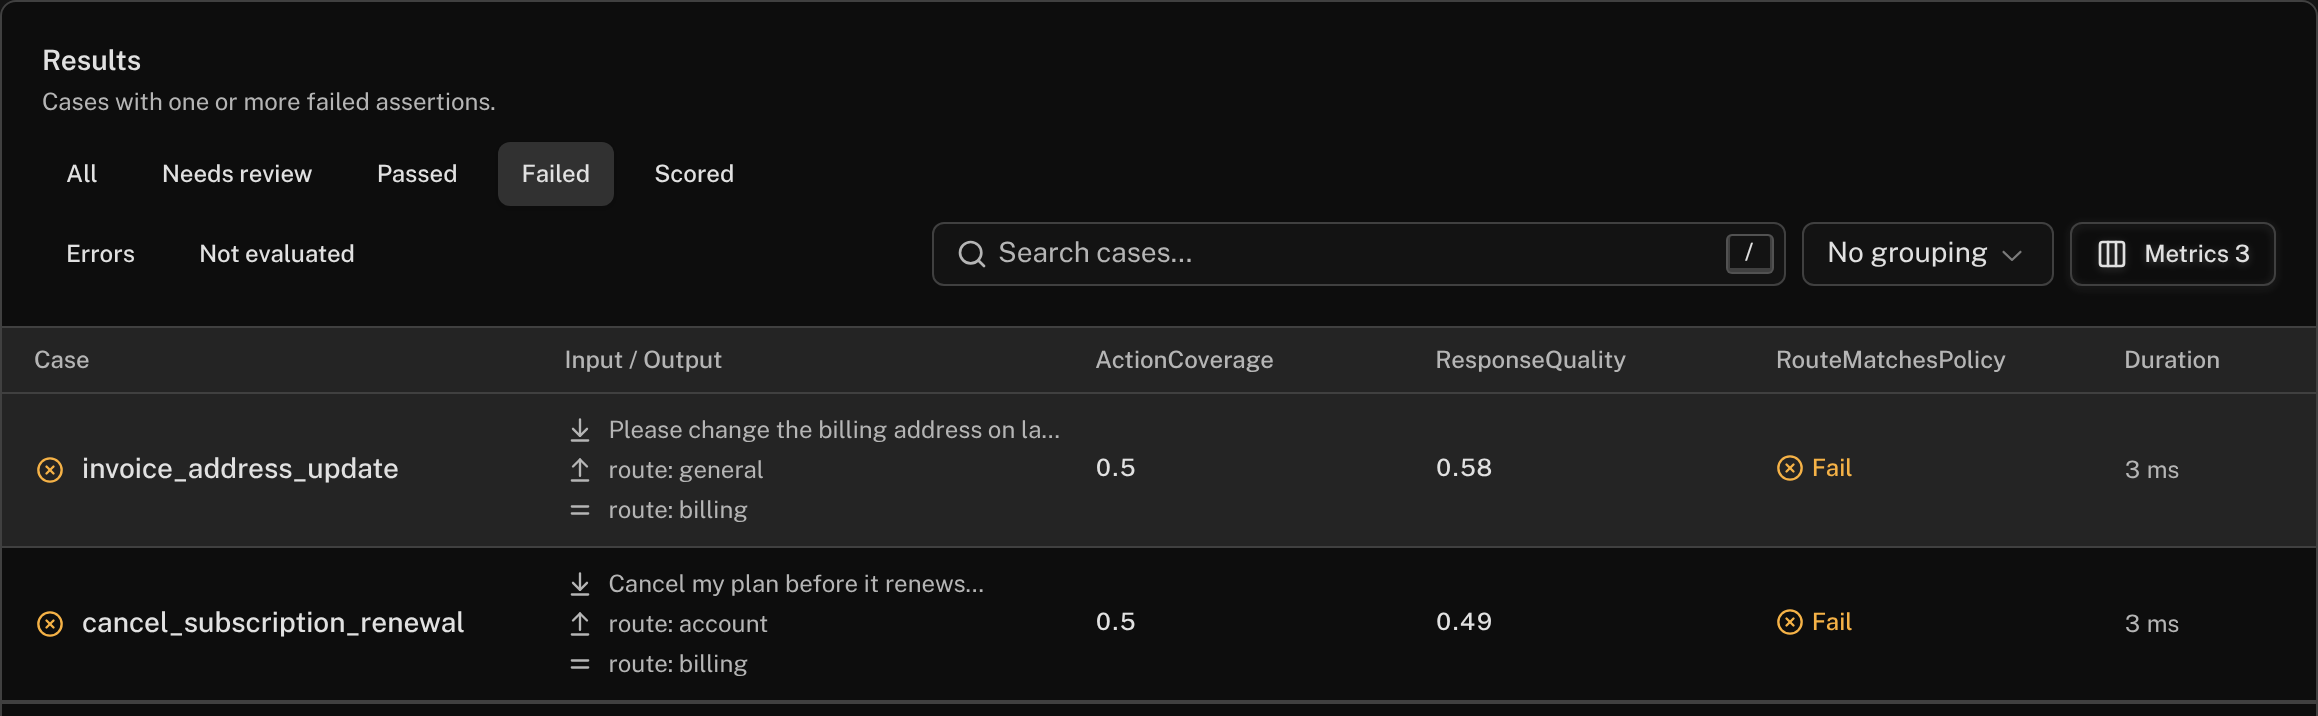 Results
Cases with one or more failed assertions.
All Needs review Passed Failed Scored
Errors Not evaluated Search cases... / No grouping Metrics 3
Case Input / Output ActionCoverage ResponseQuality RouteMatchesPolicy Duration
Please change the billing address on la...
invoice_address_update route: general 0.5 0.58 Fail 3 ms
= route: billing
Cancel my plan before it renews...
cancel_subscription_renewal route: account 0.5 0.49 Fail 3 ms
= route: billing